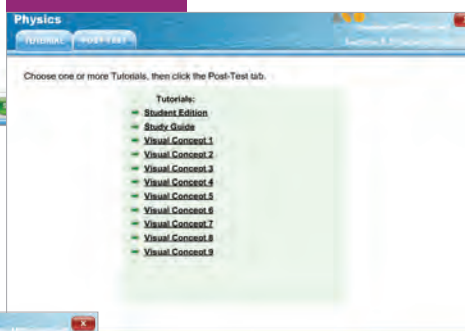 Physics
TUTORIAL POST-TEST
Choose one or more Tutorials, then click the Post-Test tab.
Tutorials:
Student Edition
Study Guide
Visual Concept 1
Visual Concept 2
Visual Concept 3
Visual Concept 4
Visual Concept 5
Visual Concept 6
Visual Concept 7
Visual Concept 8
Visual Concept 9